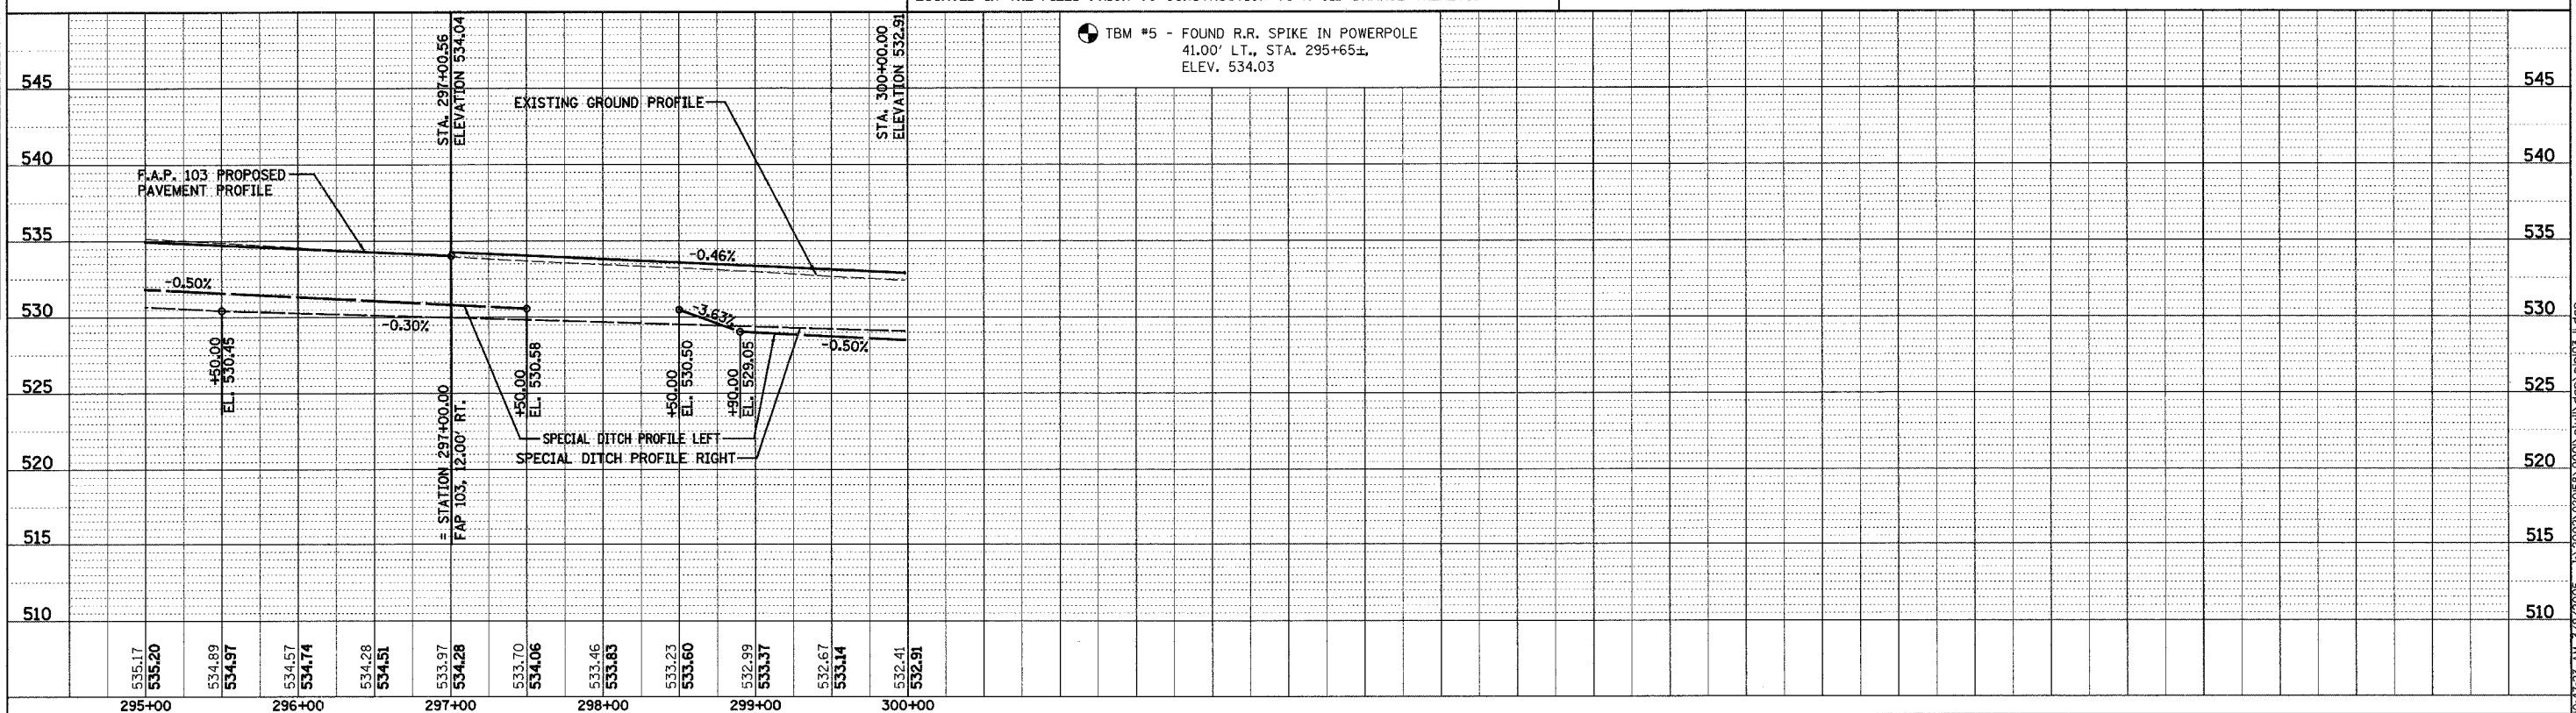 TBM #5 - FOUND R.R. SPIKE IN POWERPOLE
41.00' LT., STA. 295+65±,
ELEV. 534.03
STA. 297+00.56
ELEVATION 534.04
STA. 300+00.00
ELEVATION 532.91
545
545
EXISTING GROUND PROFILE
540
540
F.A.P. 103 PROPOSED
PAVEMENT PROFILE
535
535
-0.46%
-0.50%
530
530
-3.63%
-0.30%
-0.50%
+50.00
EL. 530.45
+50.00
EL. 530.58
+50.00
EL. 530.50
+90.00
EL. 529.05
525
525
= STATION 297+00.00
FAP 103, 12.00' RT.
SPECIAL DITCH PROFILE LEFT
SPECIAL DITCH PROFILE RIGHT
520
520
515
515
510
510
535.17
535.20
534.89
534.97
534.57
534.74
534.28
534.51
533.97
534.28
533.70
534.06
533.46
533.83
533.23
533.60
532.99
533.37
532.67
533.14
532.41
532.91
295+00
296+00
297+00
298+00
299+00
300+00